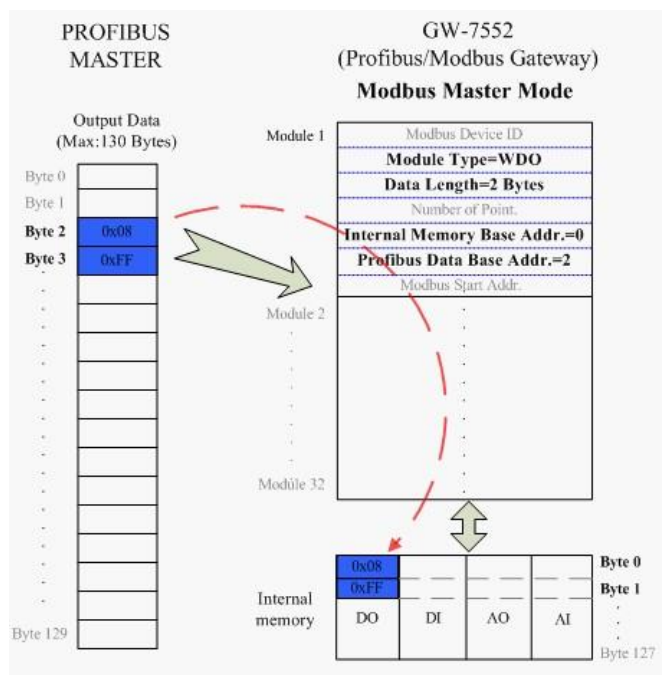 PROFIBUS
MASTER
GW-7552
(Profibus/Modbus Gateway)
Modbus Master Mode
Output Data
(Max:130 Bytes)
Byte 0
Byte 1
Byte 2
0x08
Byte 3
0xFF
Byte 129
Module 1
Modbus Device ID
Module Type=WDO
Data Length=2 Bytes
Number of Point.
Internal Memory Base Addr.=0
Profibus Data Base Addr.=2
Modbus Start Addr.
Module 2
Module 32
Internal
memory
0x08
0xFF
DO
DI
AO
AI
Byte 0
Byte 1
Byte 127